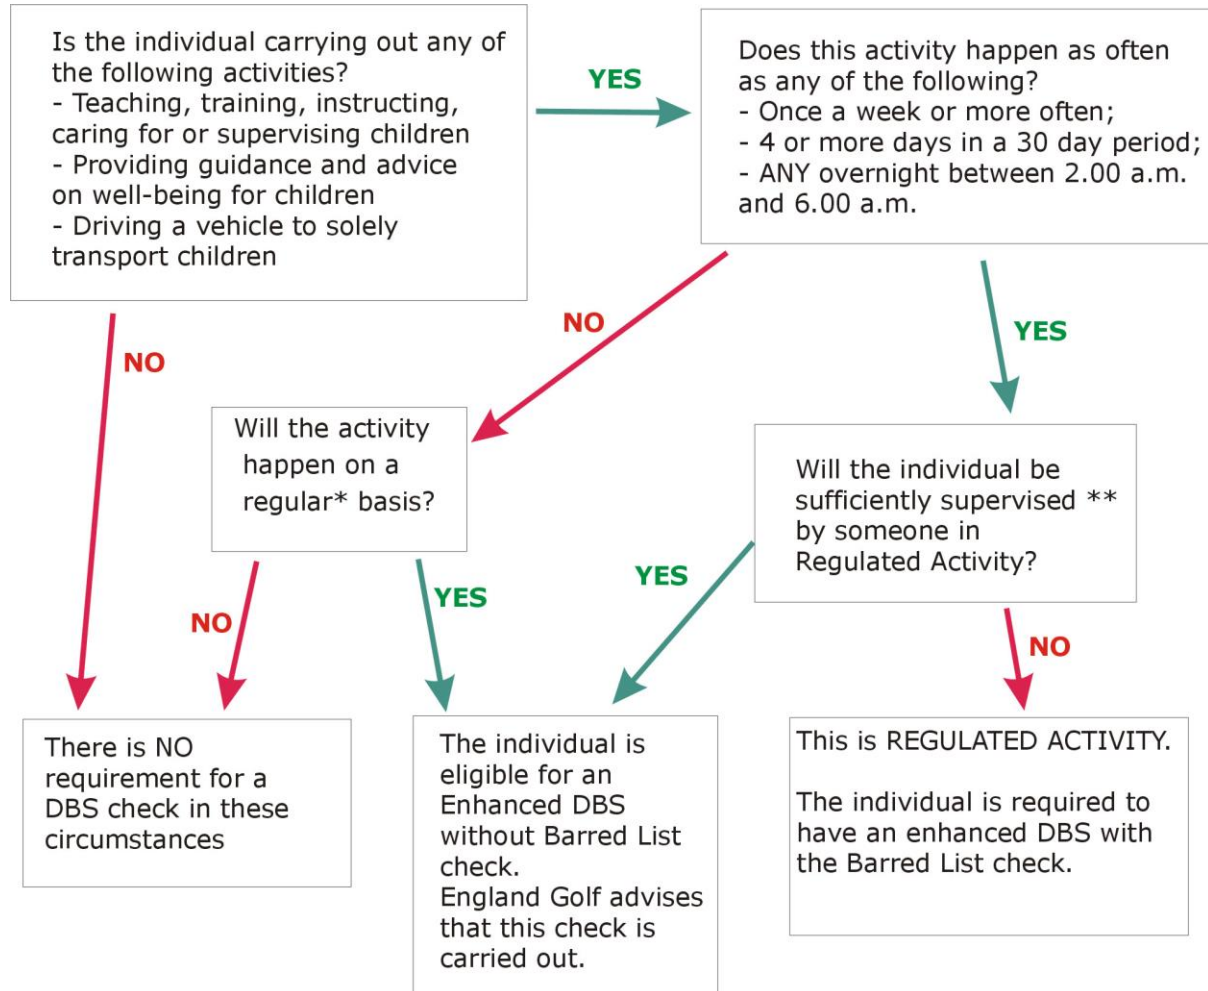 Is the individual carrying out any of
the following activities?
- Teaching, training, instructing,
caring for or supervising children
- Providing guidance and advice
on well-being for children
- Driving a vehicle to solely
transport children
YES
Does this activity happen as often
as any of the following?
- Once a week or more often;
- 4 or more days in a 30 day period;
- ANY overnight between 2.00 a.m.
and 6.00 a.m.
NO
NO
YES
Will the activity
happen on a
regular* basis?
Will the individual be
sufficiently supervised **
by someone in
Regulated Activity?
NO
YES
YES
NO
There is NO
requirement for a
DBS check in these
circumstances
The individual is
eligible for an
Enhanced DBS
without Barred List
check.
England Golf advises
that this check is
carried out.
This is REGULATED ACTIVITY.
The individual is required to
have an enhanced DBS with
the Barred List check.